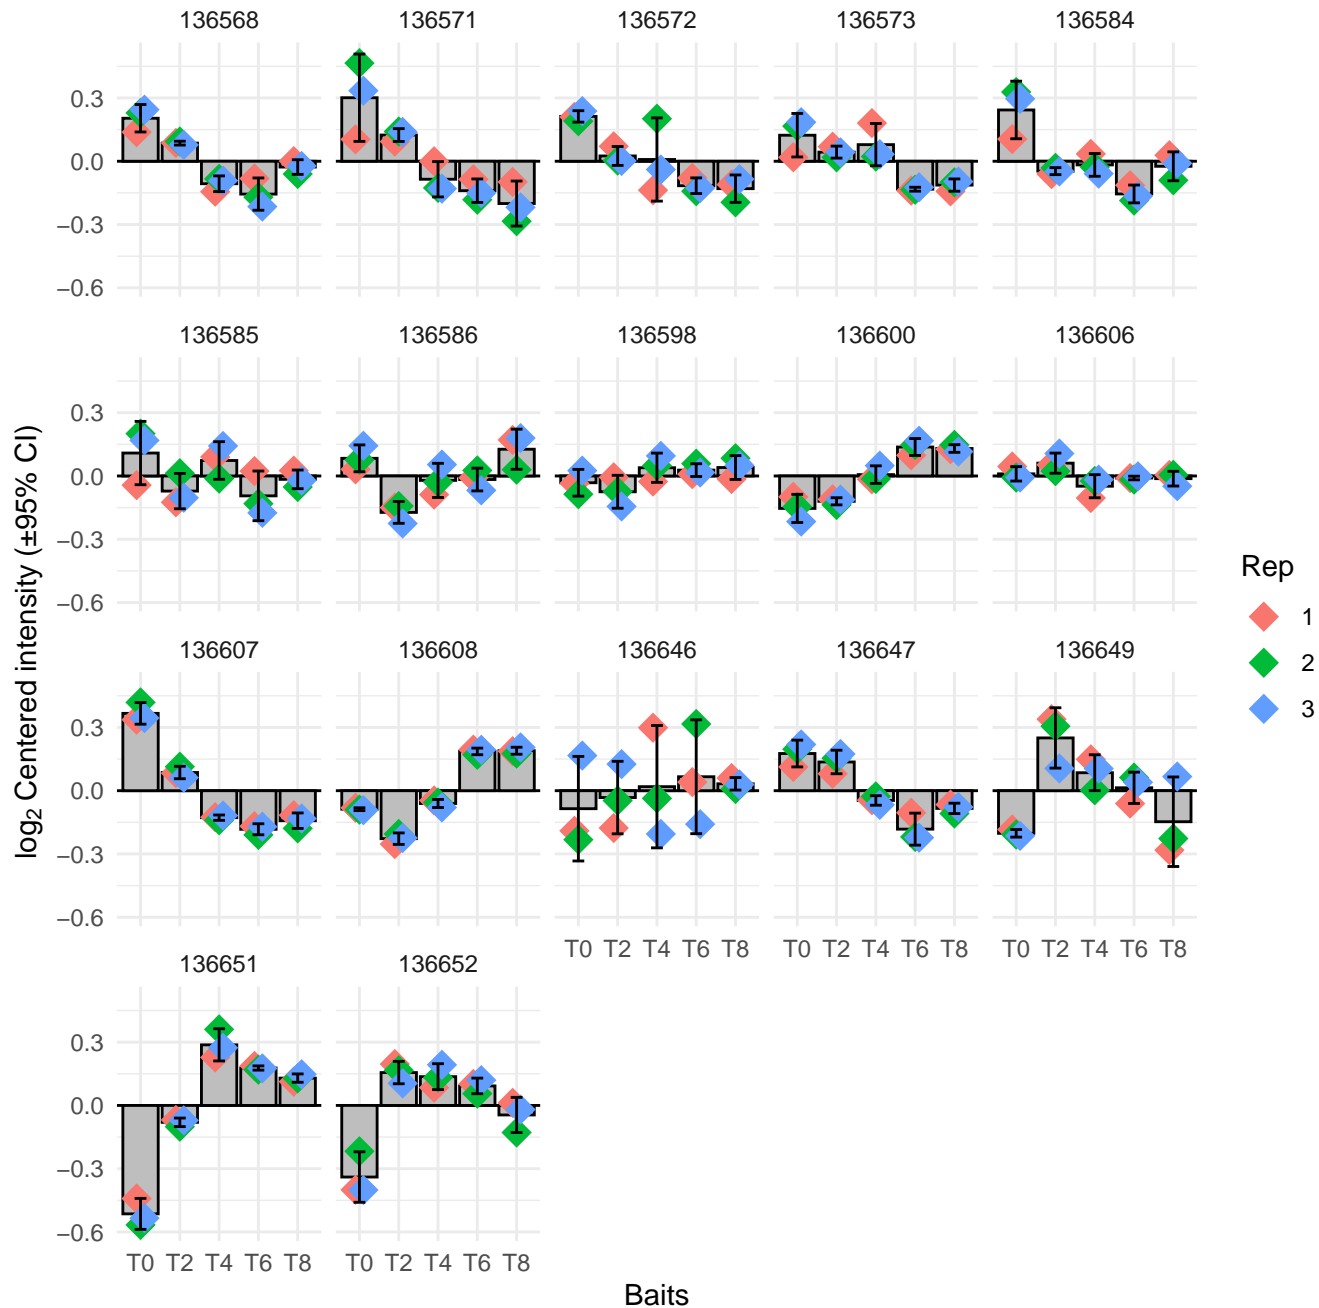 136568 136571 136572 136573 136584
0.3
0.0
−0.3
−0.6
136585 136586 136598 136600 136606
0.3
0.0
−0.3
−0.6
136607 136608 136646 136647 136649
0.3
0.0
−0.3
−0.6
T0 T2 T4 T6 T8 T0 T2 T4 T6 T8 T0 T2 T4 T6 T8
136651 136652
0.3
0.0
−0.3
−0.6
T0 T2 T4 T6 T8 T0 T2 T4 T6 T8
Baits
log2 Centered intensity (±95% CI)
Rep
1
2
3